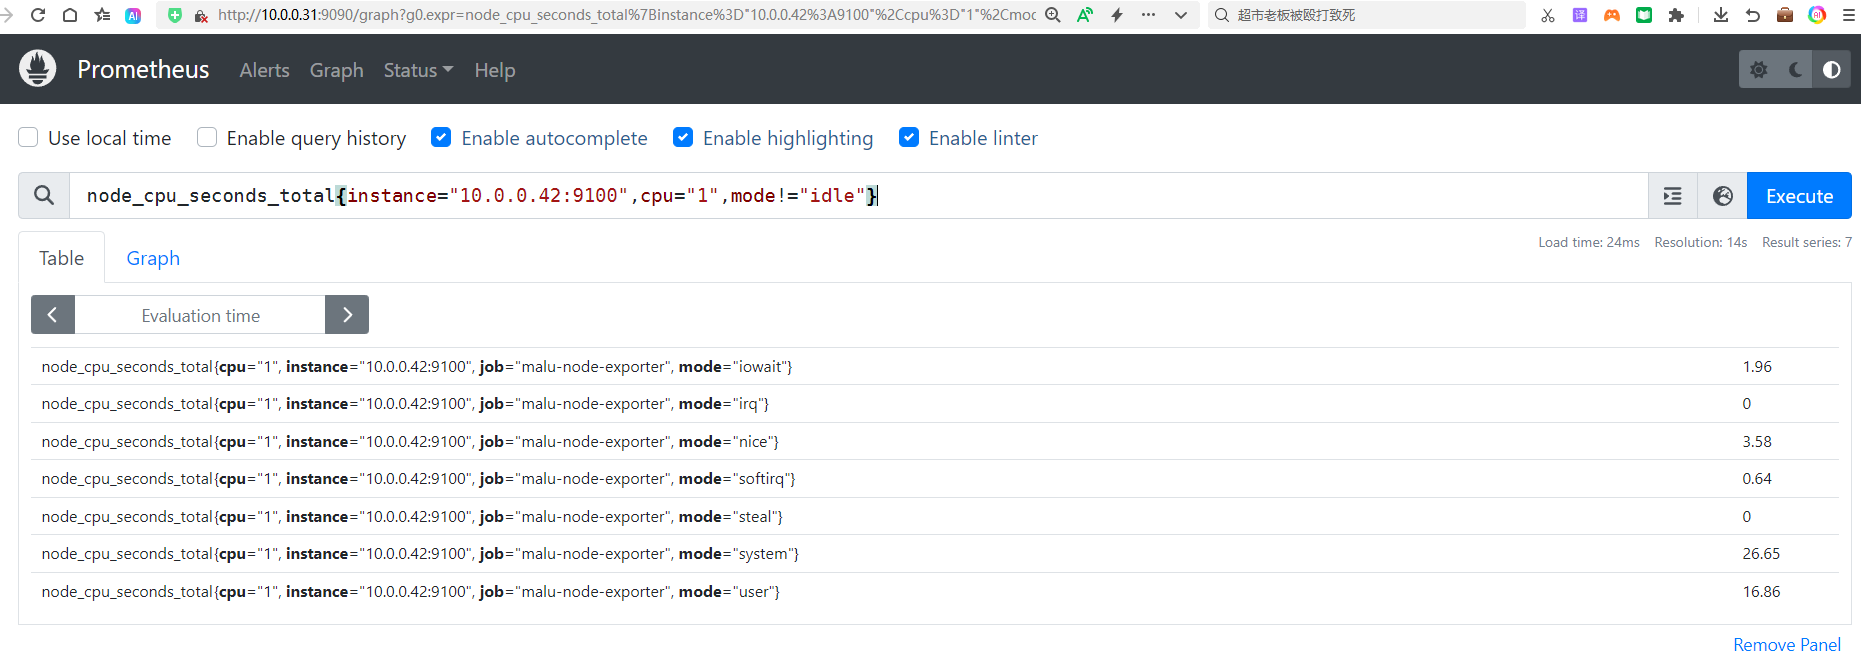 http://10.0.0.31:9090/graph?g0.expr=node_cpu_seconds_total%7Binstance%3D"10.0.0.42%3A9100"%2Ccpu%3D"1"%2Cmoc 超市老板被殴打致死 译
Prometheus Alerts Graph Status Help
Use local time Enable query history Enable autocomplete Enable highlighting Enable linter
node_cpu_seconds_total{instance="10.0.0.42:9100",cpu="1",mode!="idle"} Execute
Table Graph Load time: 24ms Resolution: 14s Result series: 7
Evaluation time
node_cpu_seconds_total{cpu="1", instance="10.0.0.42:9100", job="malu-node-exporter", mode="iowait"} 1.96
node_cpu_seconds_total{cpu="1", instance="10.0.0.42:9100", job="malu-node-exporter", mode="irq"} 0
node_cpu_seconds_total{cpu="1", instance="10.0.0.42:9100", job="malu-node-exporter", mode="nice"} 3.58
node_cpu_seconds_total{cpu="1", instance="10.0.0.42:9100", job="malu-node-exporter", mode="softirq"} 0.64
node_cpu_seconds_total{cpu="1", instance="10.0.0.42:9100", job="malu-node-exporter", mode="steal"} 0
node_cpu_seconds_total{cpu="1", instance="10.0.0.42:9100", job="malu-node-exporter", mode="system"} 26.65
node_cpu_seconds_total{cpu="1", instance="10.0.0.42:9100", job="malu-node-exporter", mode="user"} 16.86
Remove Panel